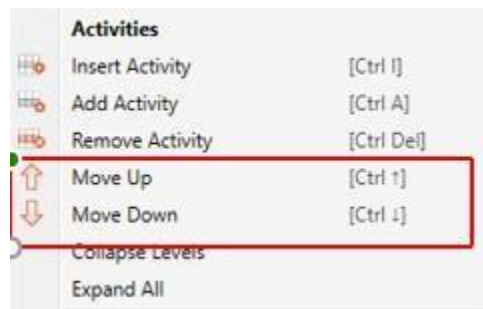 Activities
Insert Activity [Ctrl I]
Add Activity [Ctrl A]
Remove Activity [Ctrl Del]
Move Up [Ctrl ↑]
Move Down [Ctrl ↓]
Collapse Levels
Expand All